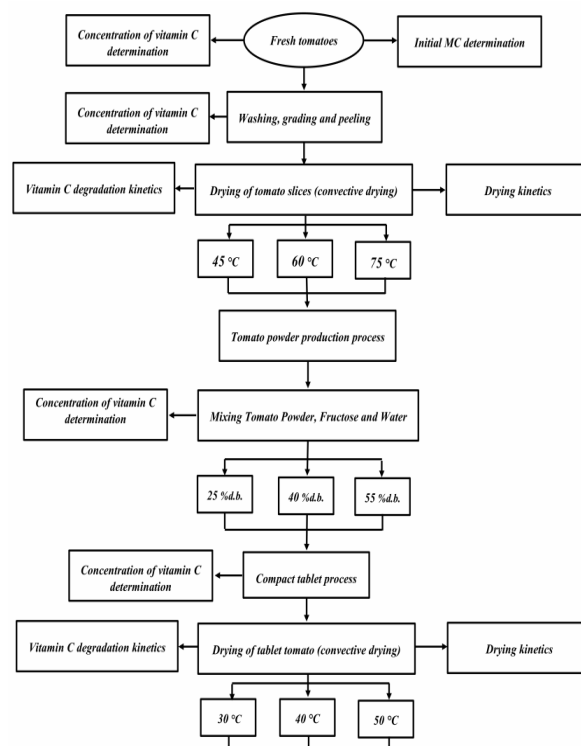 Concentration of vitamin C
determination
Fresh tomatoes
Initial MC determination
Concentration of vitamin C
determination
Washing, grading and peeling
Vitamin C degradation kinetics
Drying of tomato slices (convective drying)
Drying kinetics
45 °C
60 °C
75 °C
Tomato powder production process
Concentration of vitamin C
determination
Mixing Tomato Powder, Fructose and Water
25 %d.b.
40 %d.b.
55 %d.b.
Concentration of vitamin C
determination
Compact tablet process
Vitamin C degradation kinetics
Drying of tablet tomato (convective drying)
Drying kinetics
30 °C
40 °C
50 °C